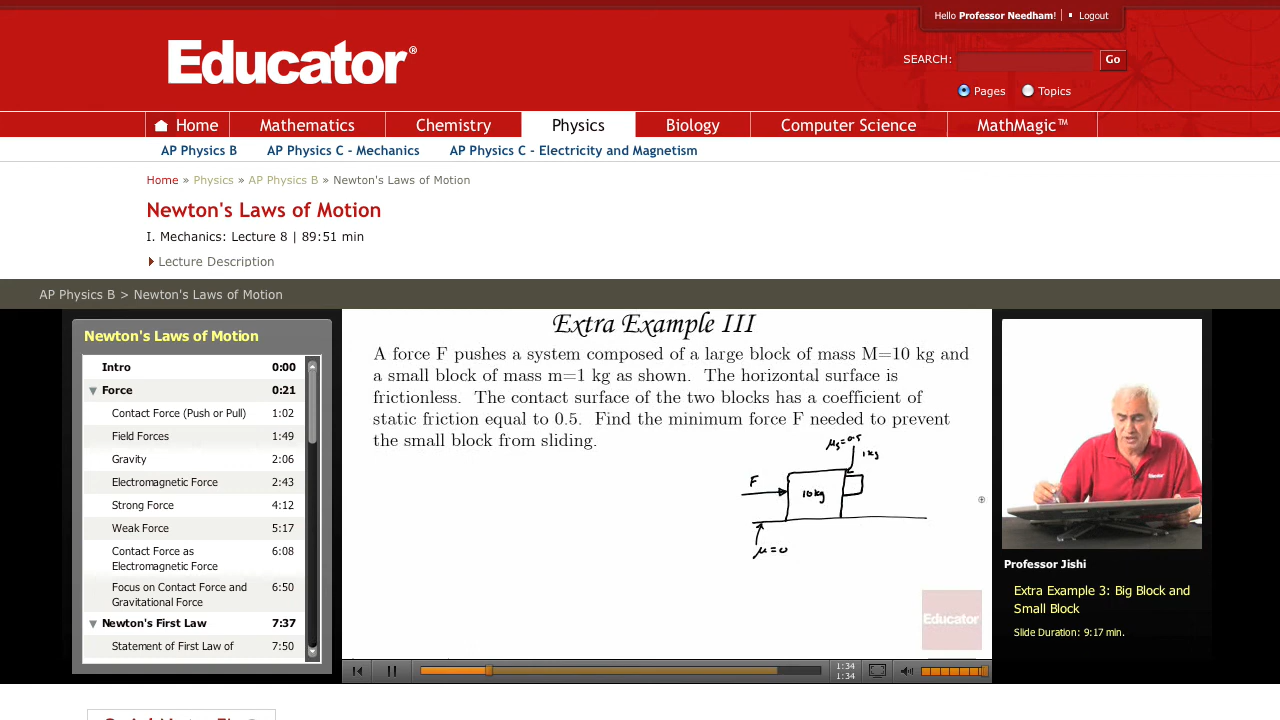 Hello Professor Needham! Logout
Educator®
SEARCH: Go
Pages Topics
Home Mathematics Chemistry Physics Biology Computer Science MathMagic™
AP Physics B AP Physics C - Mechanics AP Physics C - Electricity and Magnetism
Home » Physics » AP Physics B » Newton's Laws of Motion
Newton's Laws of Motion
I. Mechanics: Lecture 8 | 89:51 min
Lecture Description
AP Physics B > Newton's Laws of Motion
Newton's Laws of Motion
Intro 0:00
Force 0:21
Contact Force (Push or Pull) 1:02
Field Forces 1:49
Gravity 2:06
Electromagnetic Force 2:43
Strong Force 4:12
Weak Force 5:17
Contact Force as 6:08
Electromagnetic Force
Focus on Contact Force and 6:50
Gravitational Force
Newton's First Law 7:37
Statement of First Law of 7:50
Extra Example III
A force F pushes a system composed of a large block of mass M=10 kg and
a small block of mass m=1 kg as shown. The horizontal surface is
frictionless. The contact surface of the two blocks has a coefficient of
static friction equal to 0.5. Find the minimum force F needed to prevent
the small block from sliding.
μs=0.5
1kg
F
10kg
μ=0
Educator
1:34
1:34
Professor Jishi
Extra Example 3: Big Block and
Small Block
Slide Duration: 9:17 min.